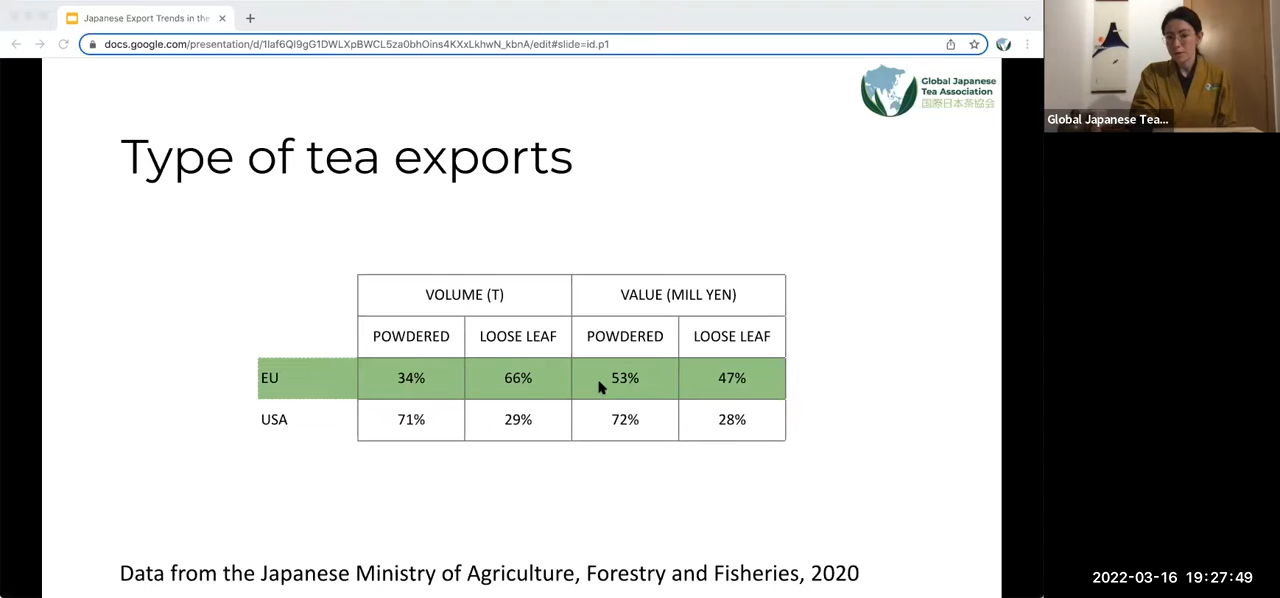 Japanese Export Trends in the
docs.google.com/presentation/d/1Iaf6Ql9gG1DWLXpBWCL5za0bhOins4KXxLkhwN_kbnA/edit#slide=id.p1
Global Japanese
Tea Association
国際日本茶協会
Global Japanese Tea...
Type of tea exports
VOLUME (T) VALUE (MILL YEN)
POWDERED LOOSE LEAF POWDERED LOOSE LEAF
EU 34% 66% 53% 47%
USA 71% 29% 72% 28%
Data from the Japanese Ministry of Agriculture, Forestry and Fisheries, 2020
2022-03-16 19:27:49